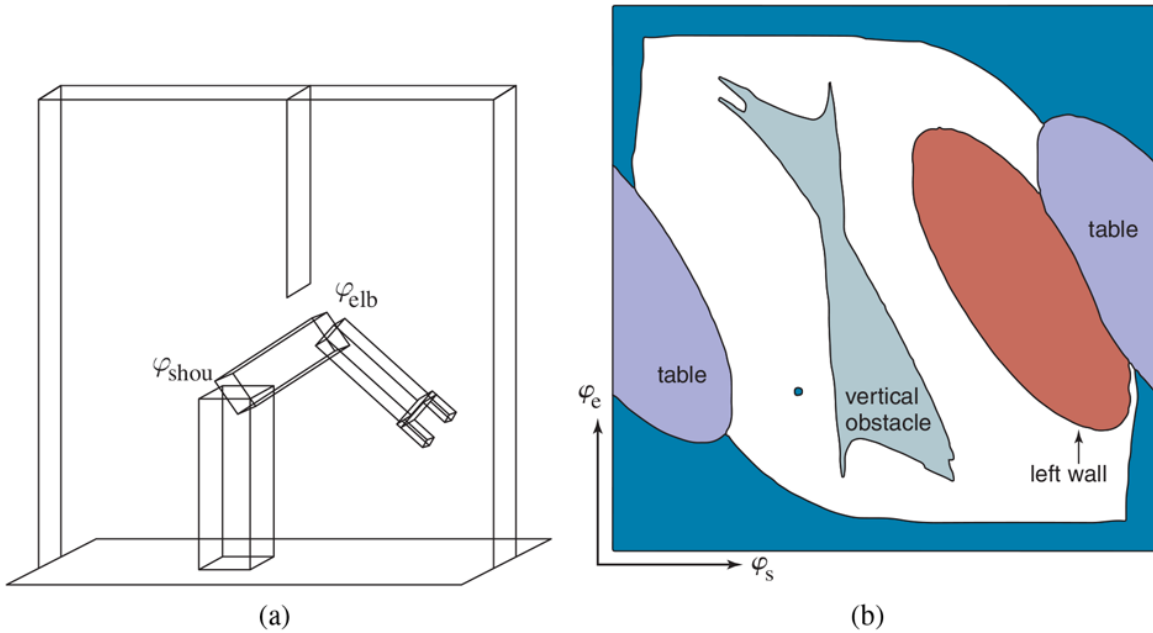 φelb
φshou
(a)
table
table
vertical
obstacle
left wall
φe
φs
(b)